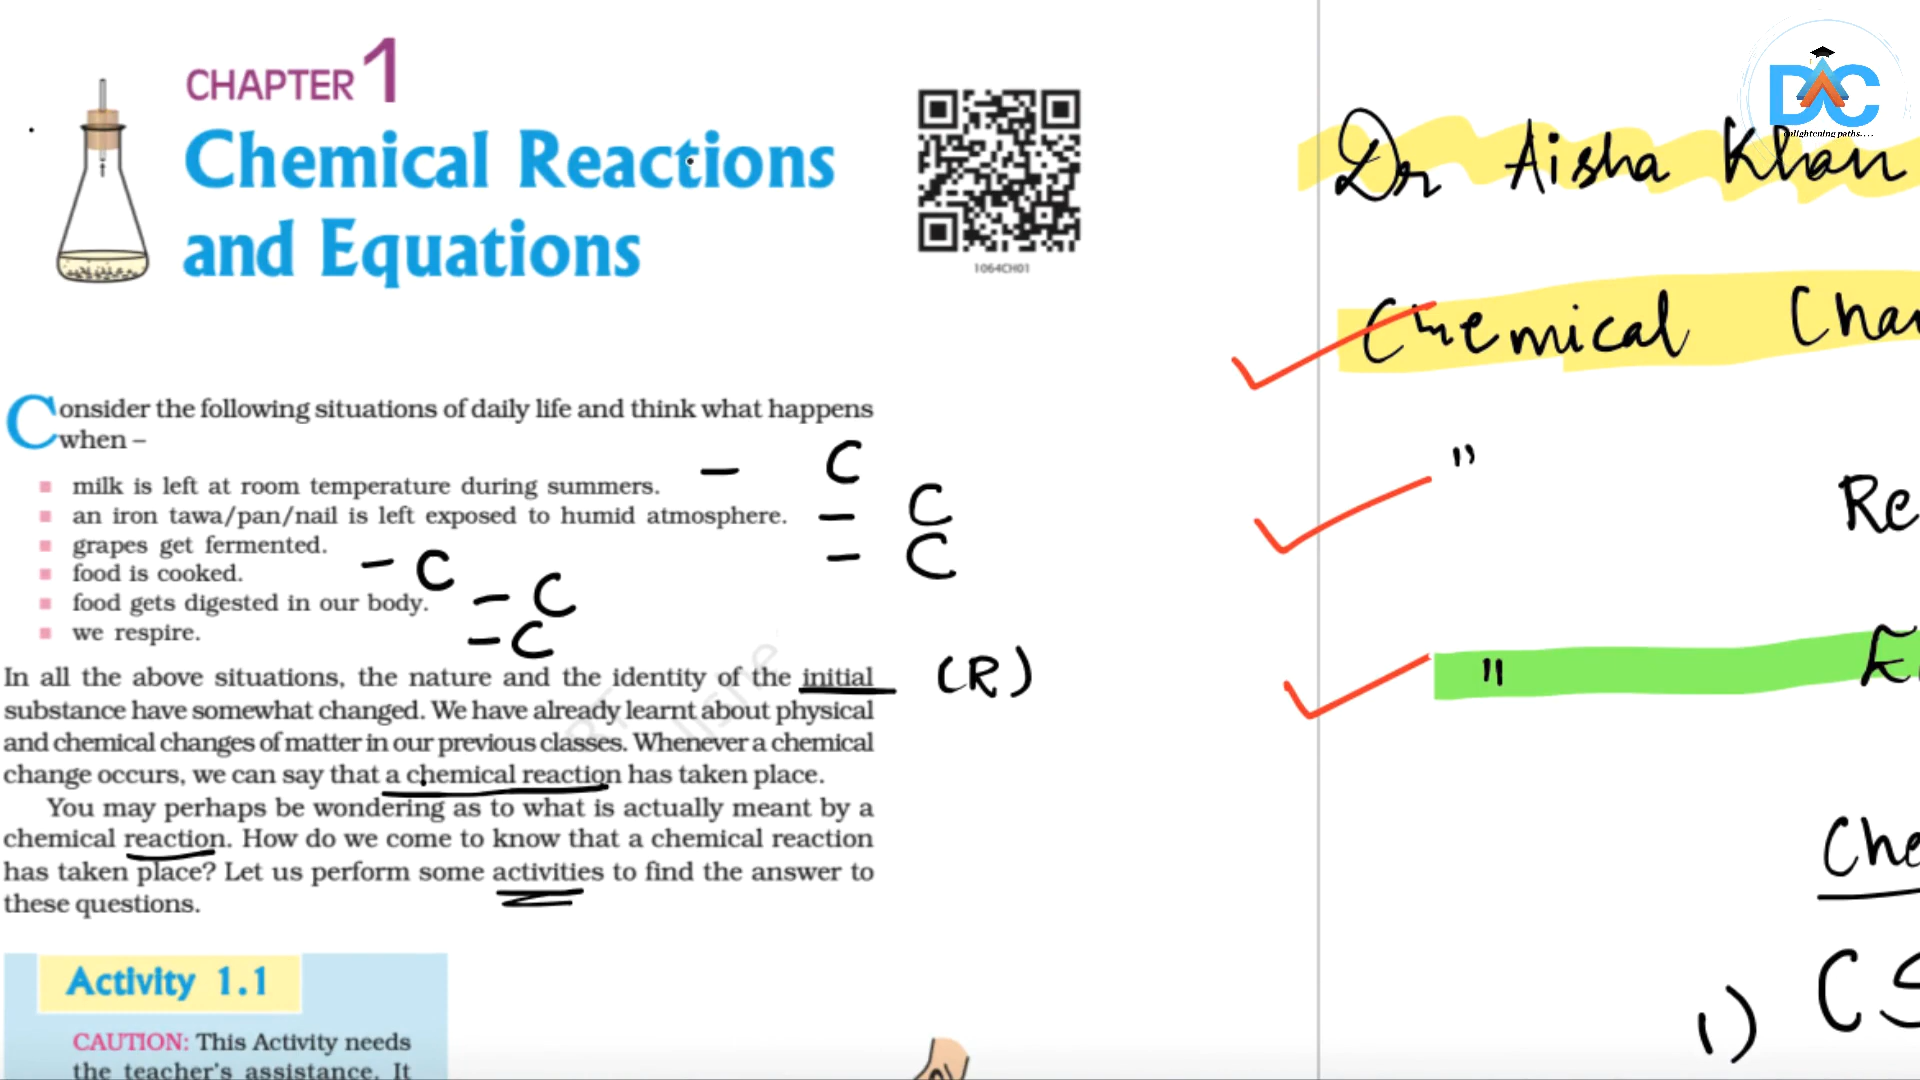 CHAPTER 1
Chemical Reactions
and Equations
1064CH01
Consider the following situations of daily life and think what happens
when –
milk is left at room temperature during summers. – C
an iron tawa/pan/nail is left exposed to humid atmosphere. – C
grapes get fermented. – C
food is cooked. – C
food gets digested in our body. – C
we respire. – C
In all the above situations, the nature and the identity of the initial (R)
substance have somewhat changed. We have already learnt about physical
and chemical changes of matter in our previous classes. Whenever a chemical
change occurs, we can say that a chemical reaction has taken place.
You may perhaps be wondering as to what is actually meant by a
chemical reaction. How do we come to know that a chemical reaction
has taken place? Let us perform some activities to find the answer to
these questions.
Activity 1.1
CAUTION: This Activity needs
the teacher's assistance. It
DAC
enlightening paths....
Dr Aisha Khan
Chemical Cha
" Re
"
Che
1) CS